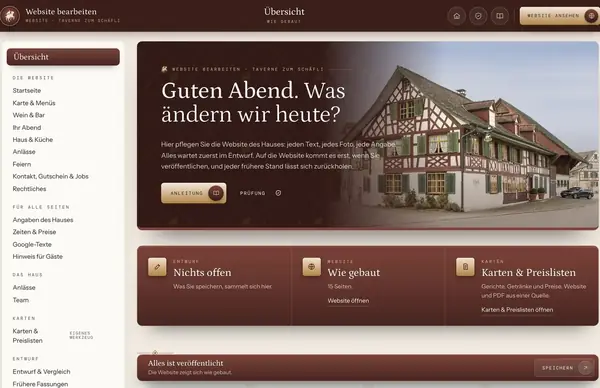 Website bearbeiten
WEBSITE · TAVERNE ZUM SCHÄFLI
Übersicht
WIE GEBAUT
WEBSITE ANSEHEN
Übersicht
DIE WEBSITE
Startseite
Karte & Menüs
Wein & Bar
Ihr Abend
Haus & Küche
Anlässe
Feiern
Kontakt, Gutschein & Jobs
Rechtliches
FÜR ALLE SEITEN
Angaben des Hauses
Zeiten & Preise
Google-Texte
Hinweis für Gäste
DAS HAUS
Anlässe
Team
KARTEN
Karten &
Preislisten
EIGENES
WERKZEUG
ENTWURF
Entwurf & Vergleich
Frühere Fassungen
WEBSITE BEARBEITEN · TAVERNE ZUM SCHÄFLI
Guten Abend. Was
ändern wir heute?
Hier pflegen Sie die Website des Hauses: jeden Text, jedes Foto, jede Angabe.
Alles wartet zuerst im Entwurf. Auf die Website kommt es erst, wenn Sie
veröffentlichen, und jeder frühere Stand lässt sich zurückholen.
ANLEITUNG
PRÜFUNG
ENTWURF
Nichts offen
Was Sie speichern, sammelt sich hier.
WEBSITE
Wie gebaut
15 Seiten.
Website öffnen
KARTEN
Karten & Preislisten
Gerichte, Getränke und Preise. Website
und PDF aus einer Quelle.
Karten & Preislisten öffnen
Alles ist veröffentlicht
Die Website zeigt sich wie gebaut.
SPEICHERN